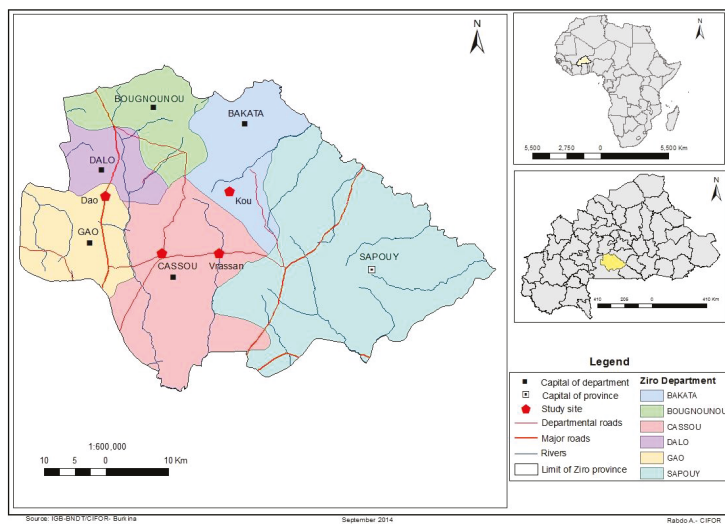 N
BOUGNOUNOU
BAKATA
DALO
Dao
Kou
GAO
CASSOU
Vrassan
SAPOUY
1:600,000
10 5 0 10 Km
N
5,500 2,750 0 5,500 Km
N
410 205 0 410 Km
Legend
Capital of department
Capital of province
Study site
Departmental roads
Major roads
Rivers
Limit of Ziro province
Ziro Department
BAKATA
BOUGNOUNOU
CASSOU
DALO
GAO
SAPOUY
Source: IGB-BNDT/CIFOR- Burkina
September 2014
Rabdo A.- CIFOR